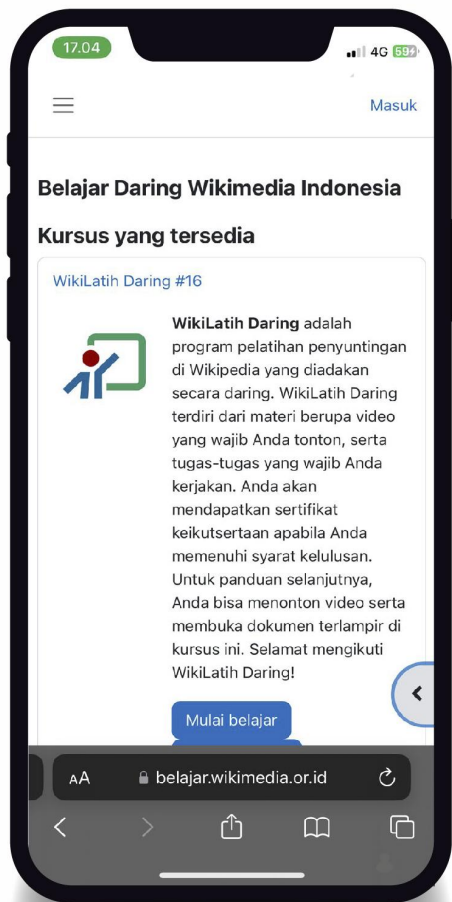 17.04
4G 59
Masuk
Belajar Daring Wikimedia Indonesia
Kursus yang tersedia
WikiLatih Daring #16
WikiLatih Daring adalah
program pelatihan penyuntingan
di Wikipedia yang diadakan
secara daring. WikiLatih Daring
terdiri dari materi berupa video
yang wajib Anda tonton, serta
tugas-tugas yang wajib Anda
kerjakan. Anda akan
mendapatkan sertifikat
keikutsertaan apabila Anda
memenuhi syarat kelulusan.
Untuk panduan selanjutnya,
Anda bisa menonton video serta
membuka dokumen terlampir di
kursus ini. Selamat mengikuti
WikiLatih Daring!
Mulai belajar
AA belajar.wikimedia.or.id